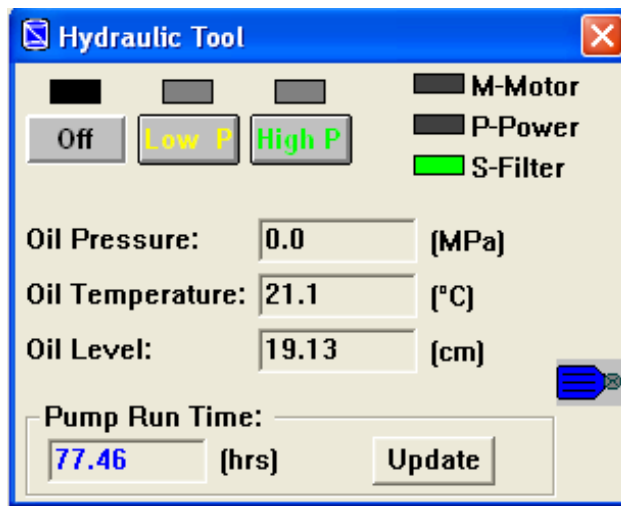 Hydraulic Tool
Off Low P High P
M-Motor
P-Power
S-Filter
Oil Pressure: 0.0 (MPa)
Oil Temperature: 21.1 (°C)
Oil Level: 19.13 (cm)
Pump Run Time:
77.46 (hrs) Update